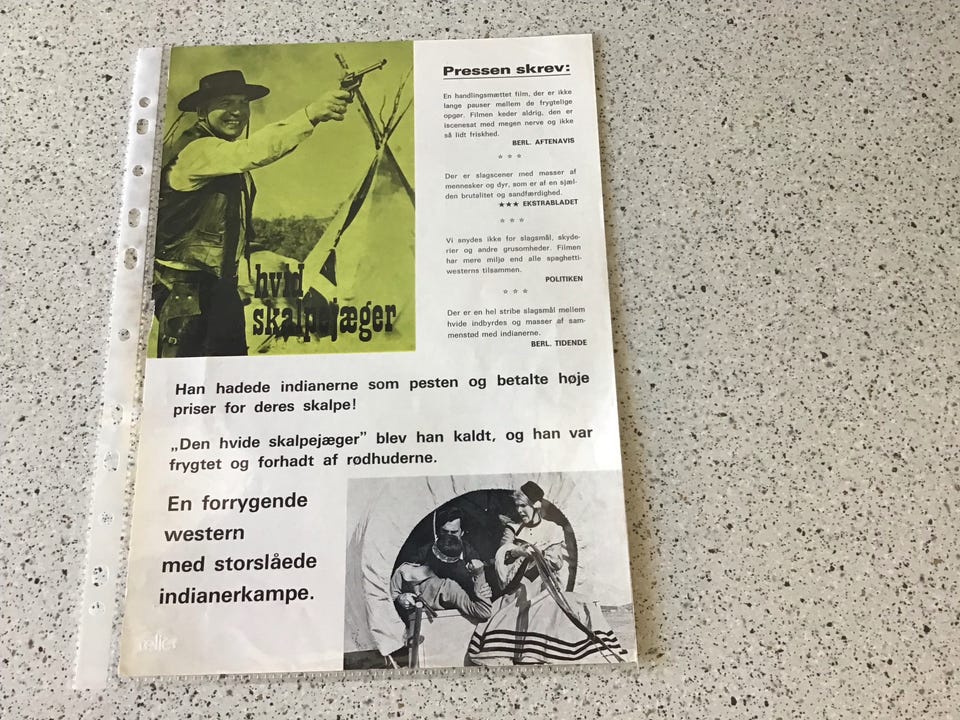 hvid
skalpejæger
Pressen skrev:
En handlingsmættet film, der er ikke
lange pauser mellem de frygtelige
opgør. Filmen keder aldrig, den er
iscenesat med megen nerve og ikke
så lidt friskhed.
BERL. AFTENAVIS
☆ ☆ ☆
Der er slagscener med masser af
mennesker og dyr, som er af en sjæl-
den brutalitet og sandfærdighed.
★★★ EKSTRABLADET
☆ ☆ ☆
Vi snydes ikke for slagsmål, skyde-
rier og andre grusomheder. Filmen
har mere miljø end alle spaghetti-
westerns tilsammen.
POLITIKEN
☆ ☆ ☆
Der er en hel stribe slagsmål mellem
hvide indbyrdes og masser af sam-
menstød med indianerne.
BERL. TIDENDE
Han hadede indianerne som pesten og betalte høje
priser for deres skalpe!
„Den hvide skalpejæger” blev han kaldt, og han var
frygtet og forhadt af rødhuderne.
En forrygende
western
med storslåede
indianerkampe.